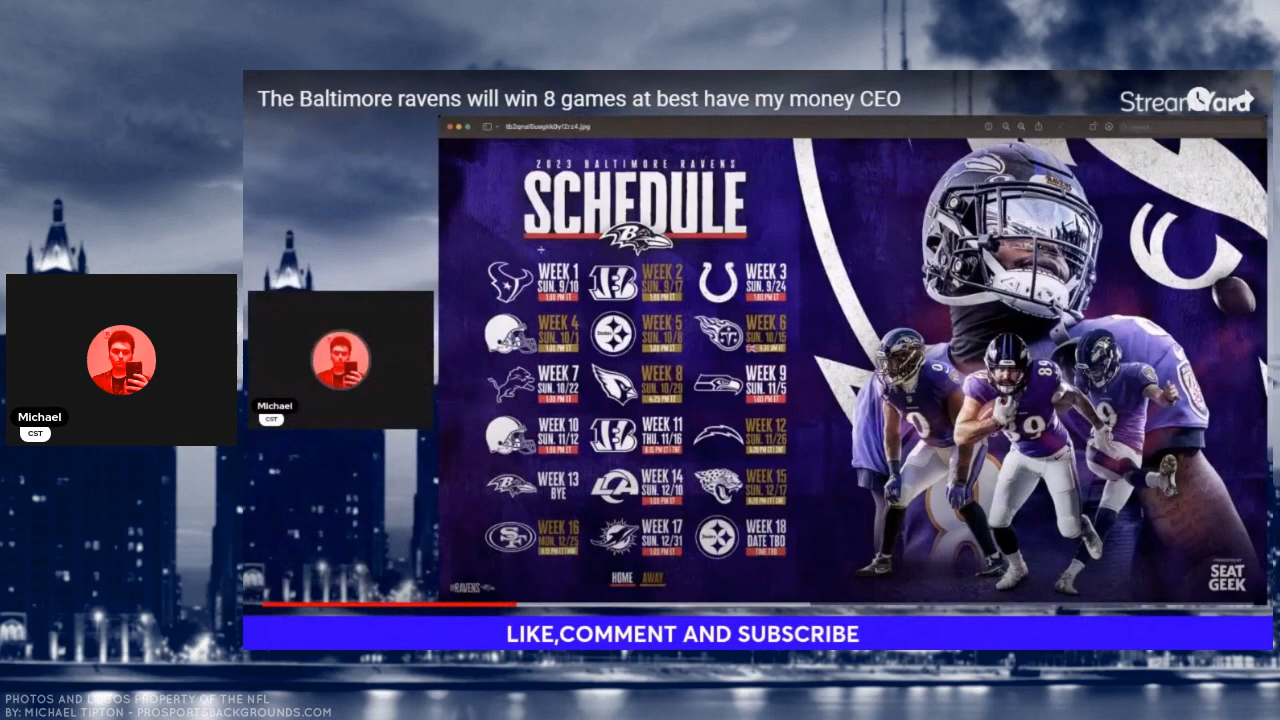 The Baltimore ravens will win 8 games at best have my money CEO
StreamYard
2023 BALTIMORE RAVENS
SCHEDULE
WEEK 1
SUN. 9/10
1:00 PM ET
WEEK 2
SUN. 9/17
1:00 PM ET
WEEK 3
SUN. 9/24
1:00 PM ET
WEEK 4
SUN. 10/1
1:00 PM ET
Steelers
WEEK 5
SUN. 10/8
1:00 PM ET
WEEK 6
SUN. 10/15
WEEK 7
SUN. 10/22
1:00 PM ET
WEEK 8
SUN. 10/29
WEEK 9
SUN. 11/5
1:00 PM ET
WEEK 10
SUN. 11/12
1:00 PM ET
WEEK 11
THU. 11/16
WEEK 12
SUN. 11/26
WEEK 13
BYE
WEEK 14
SUN. 12/10
1:00 PM ET
WEEK 15
SUN. 12/17
WEEK 16
MON. 12/25
WEEK 17
SUN. 12/31
1:00 PM ET
Steelers
WEEK 18
DATE TBD
TIME TBD
HOME AWAY
SEAT
GEEK
Michael
CST
Michael
CST
LIKE,COMMENT AND SUBSCRIBE
PHOTOS AND LOGOS PROPERTY OF THE NFL
BY: MICHAEL TIPTON - PROSPORTSBACKGROUNDS.COM